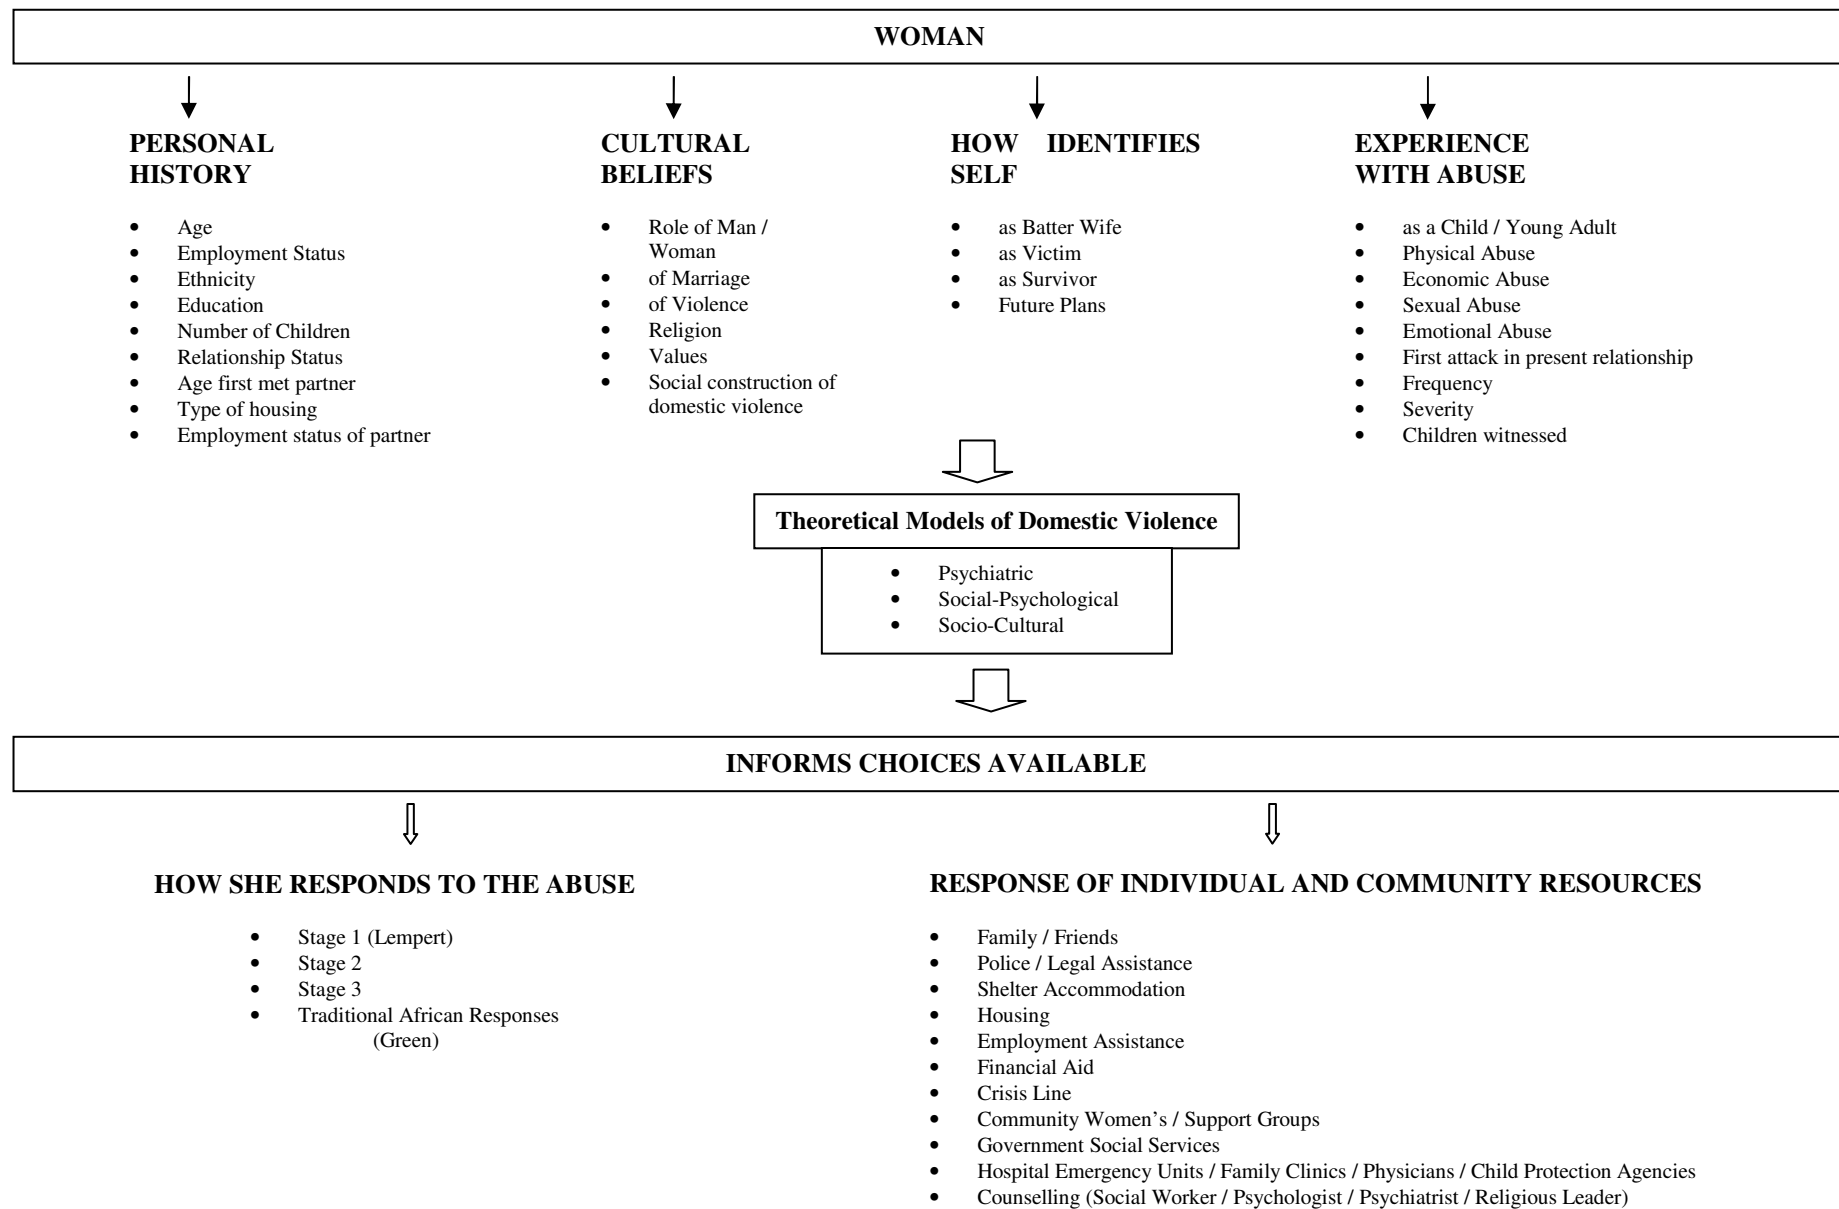 WOMAN
PERSONAL
HISTORY
• Age
• Employment Status
• Ethnicity
• Education
• Number of Children
• Relationship Status
• Age first met partner
• Type of housing
• Employment status of partner
CULTURAL
BELIEFS
• Role of Man /
Woman
• of Marriage
• of Violence
• Religion
• Values
• Social construction of
domestic violence
HOW IDENTIFIES
SELF
• as Batter Wife
• as Victim
• as Survivor
• Future Plans
EXPERIENCE
WITH ABUSE
• as a Child / Young Adult
• Physical Abuse
• Economic Abuse
• Sexual Abuse
• Emotional Abuse
• First attack in present relationship
• Frequency
• Severity
• Children witnessed
Theoretical Models of Domestic Violence
• Psychiatric
• Social-Psychological
• Socio-Cultural
INFORMS CHOICES AVAILABLE
HOW SHE RESPONDS TO THE ABUSE
• Stage 1 (Lempert)
• Stage 2
• Stage 3
• Traditional African Responses
(Green)
RESPONSE OF INDIVIDUAL AND COMMUNITY RESOURCES
• Family / Friends
• Police / Legal Assistance
• Shelter Accommodation
• Housing
• Employment Assistance
• Financial Aid
• Crisis Line
• Community Women’s / Support Groups
• Government Social Services
• Hospital Emergency Units / Family Clinics / Physicians / Child Protection Agencies
• Counselling (Social Worker / Psychologist / Psychiatrist / Religious Leader)